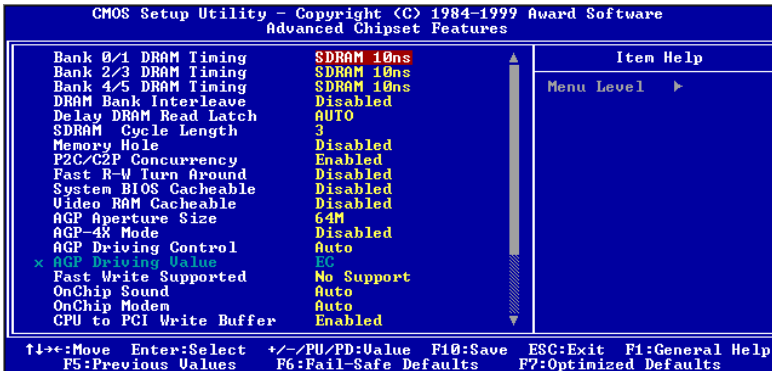 CMOS Setup Utility - Copyright (C) 1984-1999 Award Software
Advanced Chipset Features
Bank 0/1 DRAM Timing SDRAM 10ns
Bank 2/3 DRAM Timing SDRAM 10ns
Bank 4/5 DRAM Timing SDRAM 10ns
DRAM Bank Interleave Disabled
Delay DRAM Read Latch AUTO
SDRAM Cycle Length 3
Memory Hole Disabled
P2C/C2P Concurrency Enabled
Fast R-W Turn Around Disabled
System BIOS Cacheable Disabled
Video RAM Cacheable Disabled
AGP Aperture Size 64M
AGP-4X Mode Disabled
AGP Driving Control Auto
x AGP Driving Value EC
Fast Write Supported No Support
OnChip Sound Auto
OnChip Modem Auto
CPU to PCI Write Buffer Enabled
Item Help
Menu Level ►
↑↓→←:Move Enter:Select +/-/PU/PD:Value F10:Save ESC:Exit F1:General Help
F5:Previous Values F6:Fail-Safe Defaults F7:Optimized Defaults